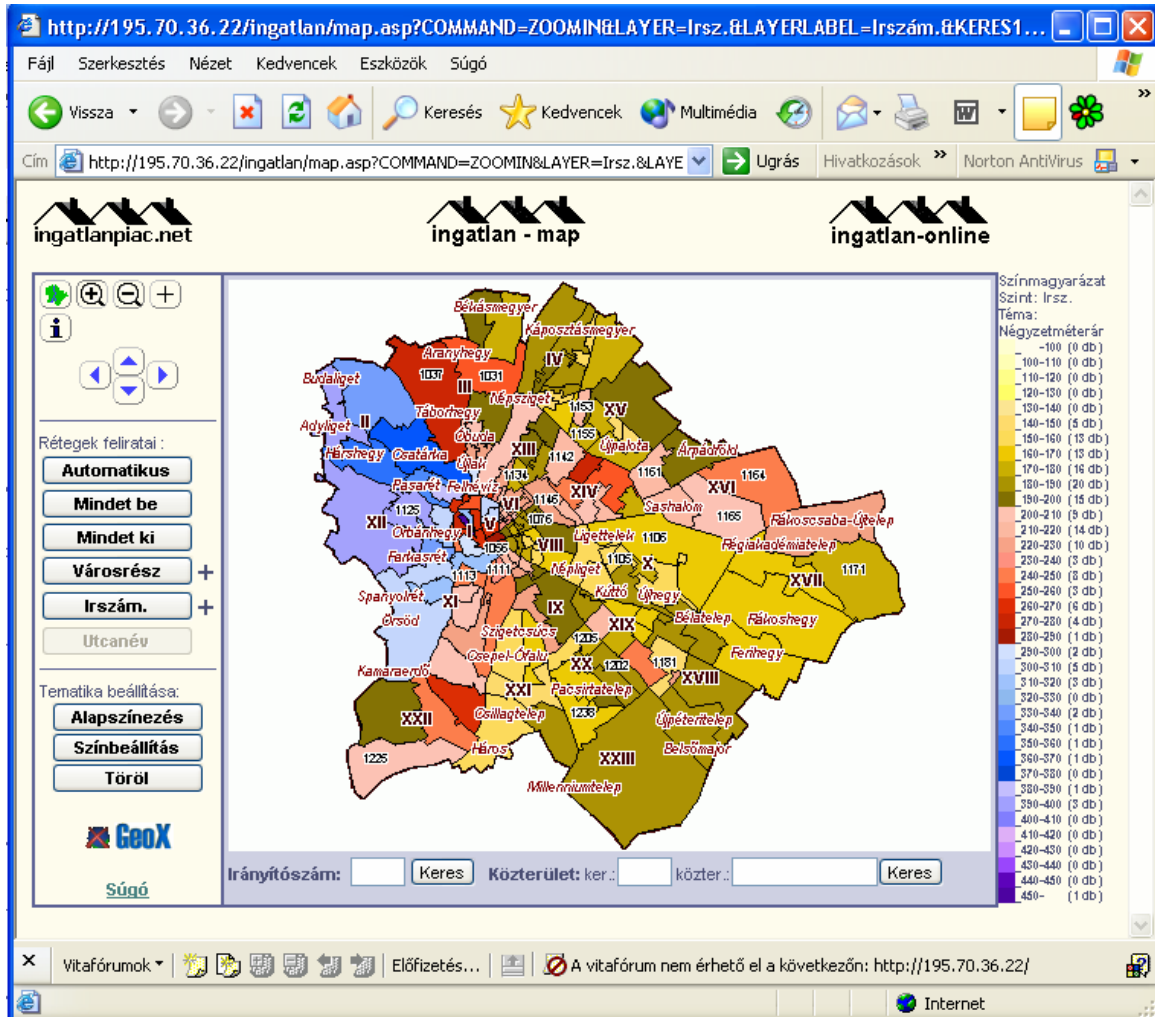 http://195.70.36.22/ingatlan/map.asp?COMMAND=ZOOMIN&LAYER=Irsz.&LAYERLABEL=Irszám.&KERES1...
Fájl Szerkesztés Nézet Kedvencek Eszközök Súgó
Vissza Keresés Kedvencek Multimédia
Cím http://195.70.36.22/ingatlan/map.asp?COMMAND=ZOOMIN&LAYER=Irsz.&LAYE Ugrás Hivatkozások Norton AntiVirus
ingatlanpiac.net ingatlan - map ingatlan-online
Rétegek feliratai :
Automatikus
Mindet be
Mindet ki
Városrész +
Irszám. +
Utcanév
Tematika beállítása:
Alapszínezés
Színbeállítás
Töröl
GeoX
Súgó
Békásmegyer
Káposztásmegyer
IV
Aranyhegy
1037 III 1031
Budaliget
Népsziget
Táborhegy
1153 XV
Adyliget II
Óbuda
1155 Újpalota
Árpádföld
Hárshegy Csatárka
Újlak
XIII 1142
1134
1161 1164
Pasarét Felhévíz
XIV
XVI
Sashalom
1165
XII 1125
VI 1146
1076
Rákoscsaba-Újtelep
Orbánhegy I V
1056 VIII Ligettelek 1106
Régiakadémiatelep
Farkasrét
1113 1111
Népliget 1105 X
XVII 1171
Spanyolrét XI
Kúttó Újhegy
Őrsöd
IX
Szigetcsúcs
XIX
Bélatelep Rákoshegy
1205
Csepel-Ófalu
XX 1202 1181
Ferihegy
Kamaraerdő
XXI Pacsirtatelep
XVIII
XXII Csillagtelep 1238
Újpéteritelep
Háros
Belsőmajor
1225
XXIII
Millenniumtelep
Irányítószám: Keres Közterület: ker.: közter.: Keres
Színmagyarázat
Szint: Irsz.
Téma:
Négyzetméterár
-100 (0 db)
100-110 (0 db)
110-120 (0 db)
120-130 (0 db)
130-140 (0 db)
140-150 (5 db)
150-160 (13 db)
160-170 (13 db)
170-180 (16 db)
180-190 (20 db)
190-200 (15 db)
200-210 (9 db)
210-220 (14 db)
220-230 (10 db)
230-240 (3 db)
240-250 (8 db)
250-260 (3 db)
260-270 (6 db)
270-280 (4 db)
280-290 (1 db)
290-300 (2 db)
300-310 (5 db)
310-320 (3 db)
320-330 (0 db)
330-340 (2 db)
340-350 (1 db)
350-360 (1 db)
360-370 (1 db)
370-380 (0 db)
380-390 (1 db)
390-400 (3 db)
400-410 (0 db)
410-420 (0 db)
420-430 (0 db)
430-440 (0 db)
440-450 (0 db)
450- (1 db)
Vitafórumok Előfizetés... A vitafórum nem érhető el a következőn: http://195.70.36.22/
Internet